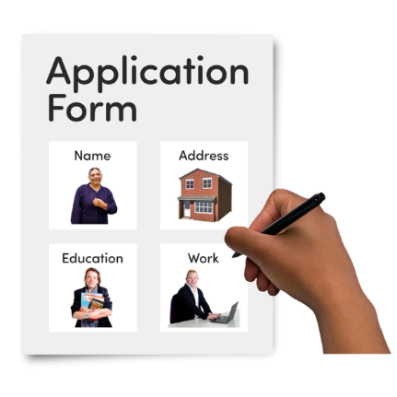 Application
Form
Name
Address
Education
Work